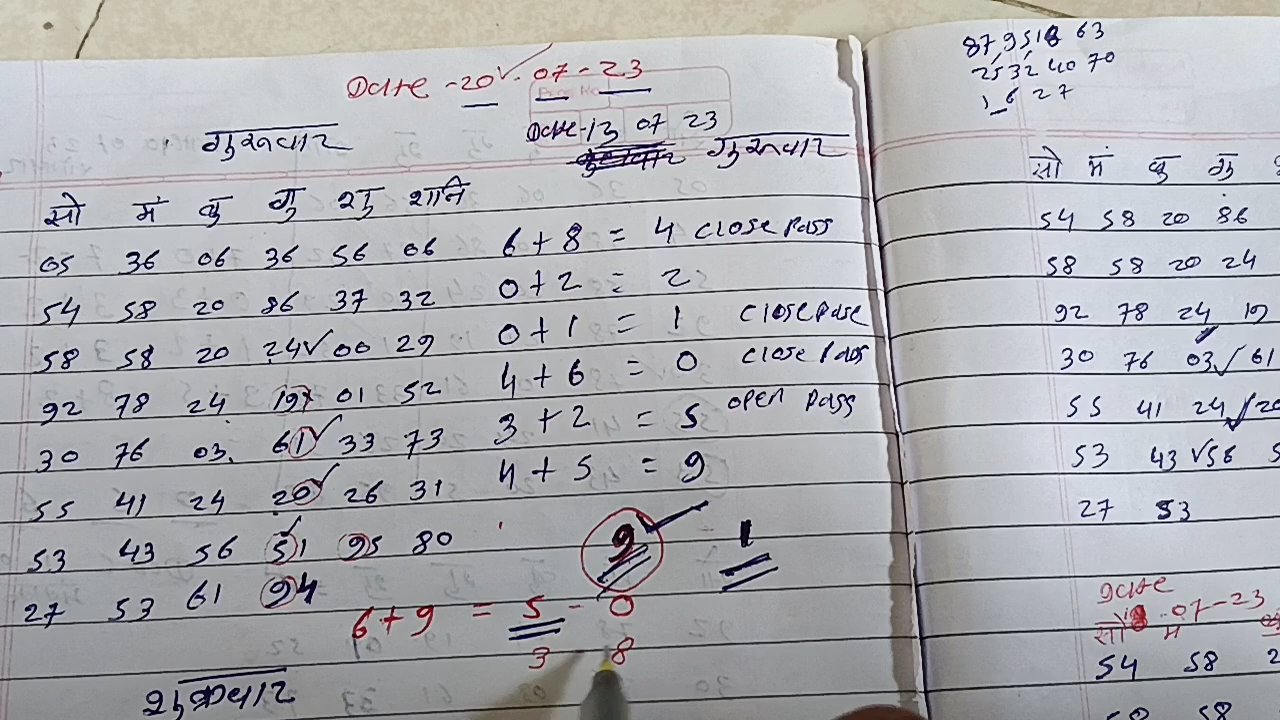 Date - 20 - 07 - 23
Date-13 07 23
गुरुवार गुरुवार
सो मं बु गु शु शनि
05 36 06 36 56 06 6 + 8 = 4 close pass
54 58 20 86 37 32 0 + 2 = 2
58 58 20 24✓ 00 29 0 + 1 = 1 close pase
92 78 24 19x 01 52 4 + 6 = 0 close pass
30 76 03. 61✓ 33 73 3 + 2 = 5 open pass
55 41 24 20✓ 26 31 4 + 5 = 9
53 43 56 51 95 80 9 ✓ - 1
27 53 61 94
6 + 9 = 5 - 0
3 - 8
शुक्रवार
87 95 18 63
25 32 40 70
1 6 27
सो मं बु गु
54 58 20 86
58 58 20 24
92 78 24 19
30 76 03✓ 61
55 41 24 20
53 43 ✓56 5
27 53
Date
07-23
सो मं
54 58 2
58